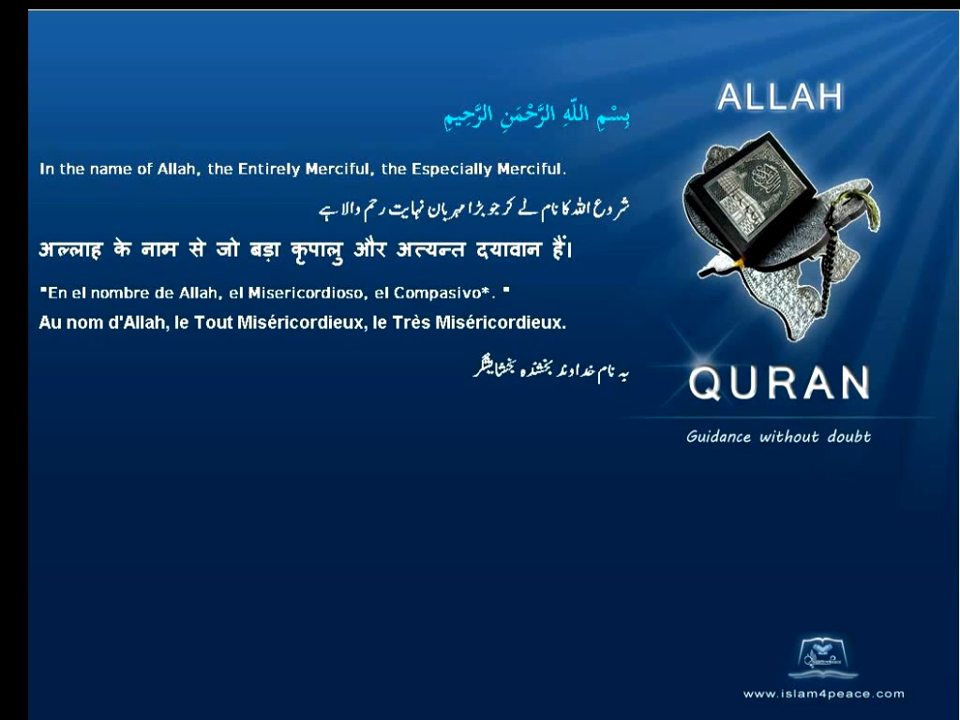 بِسْمِ اللّهِ الرَّحْمَنِ الرَّحِيمِ
In the name of Allah, the Entirely Merciful, the Especially Merciful.
شروع الله کا نام لے کر جو بڑا مہربان نہایت رحم والا ہے
अल्लाह के नाम से जो बड़ा कृपालु और अत्यन्त दयावान हैं।
"En el nombre de Allah, el Misericordioso, el Compasivo*. "
Au nom d'Allah, le Tout Miséricordieux, le Très Miséricordieux.
به نام خداوند بخشنده بخشایشگر
ALLAH
QURAN
Guidance without doubt
www.islam4peace.com